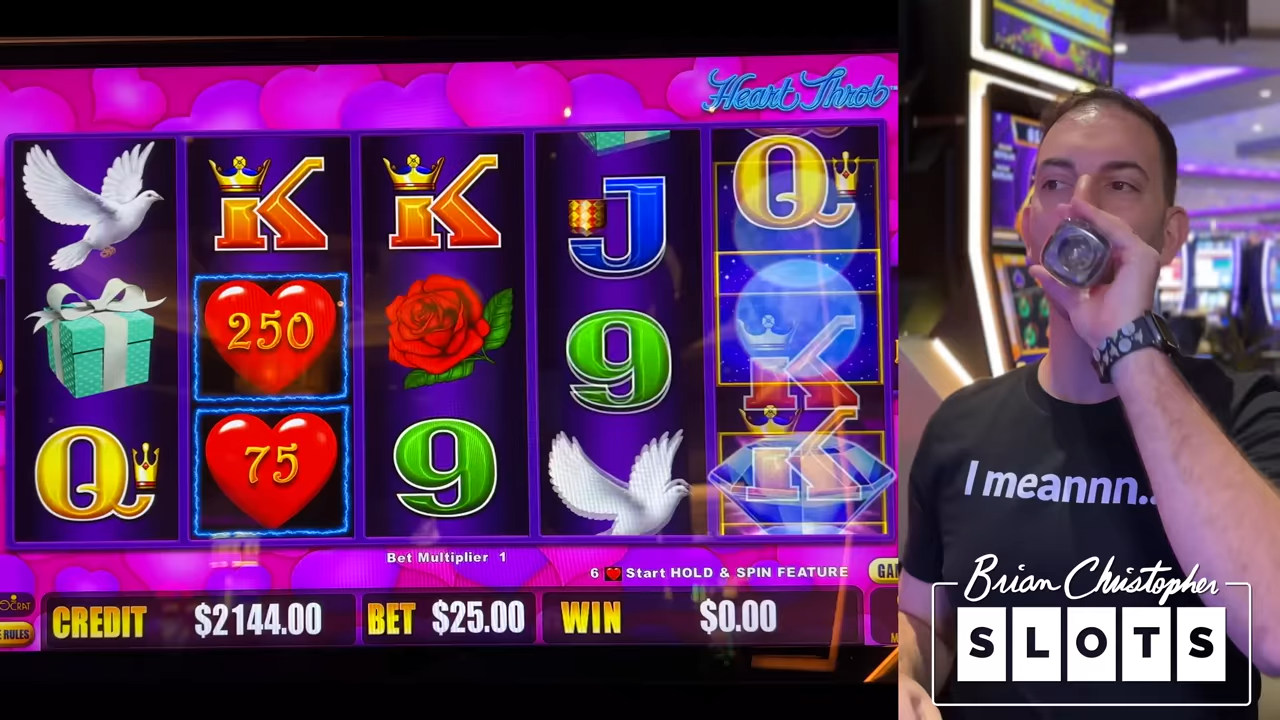 Heart Throb
Q
K
K
J
250
K
9
75
Q
9
K
Bet Multiplier 1
6 Start HOLD & SPIN FEATURE
RULES
CREDIT $2144.00
BET $25.00
WIN $0.00
I meannn..
Brian Christopher
SLOTS